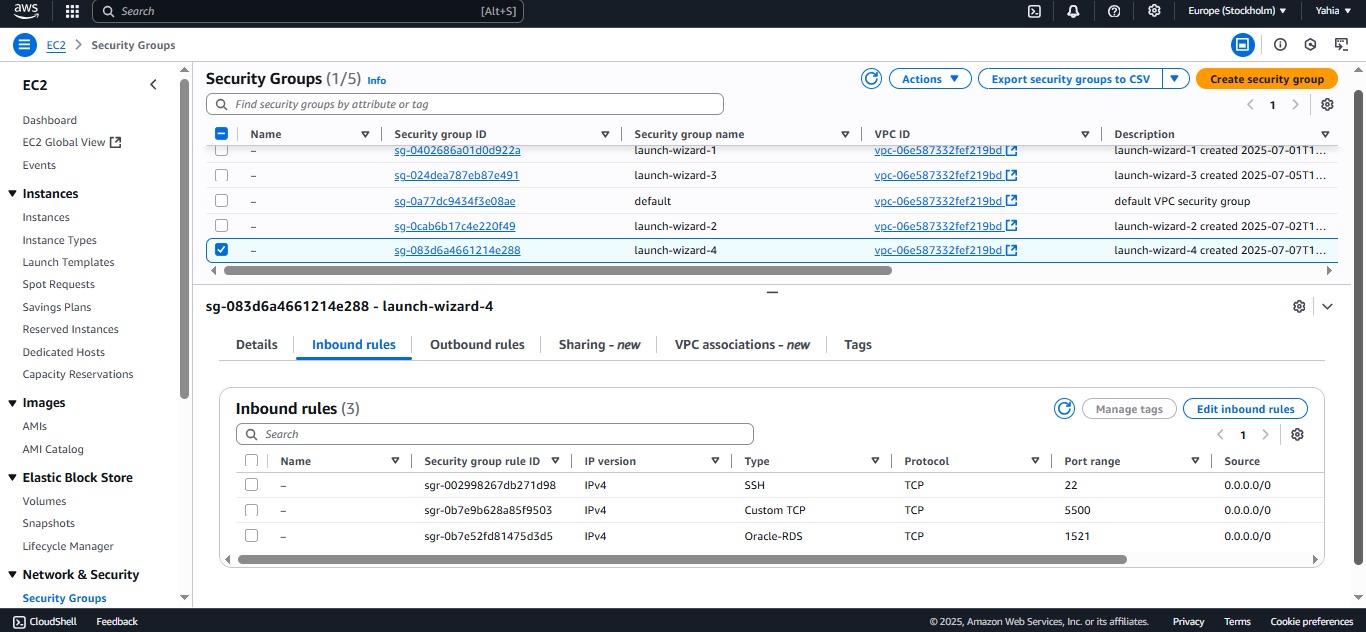 aws Search [Alt+S] Europe (Stockholm) Yahia
EC2 > Security Groups
EC2
Dashboard
EC2 Global View
Events
Instances
Instances
Instance Types
Launch Templates
Spot Requests
Savings Plans
Reserved Instances
Dedicated Hosts
Capacity Reservations
Images
AMIs
AMI Catalog
Elastic Block Store
Volumes
Snapshots
Lifecycle Manager
Network & Security
Security Groups
Security Groups (1/5) Info Actions Export security groups to CSV Create security group
Find security groups by attribute or tag 1
Name Security group ID Security group name VPC ID Description
– sg-0402686a01d0d922a launch-wizard-1 vpc-06e587332fef219bd launch-wizard-1 created 2025-07-01T1...
– sg-024dea787eb87e491 launch-wizard-3 vpc-06e587332fef219bd launch-wizard-3 created 2025-07-05T1...
– sg-0a77dc9434f3e08ae default vpc-06e587332fef219bd default VPC security group
– sg-0cab6b17c4e220f49 launch-wizard-2 vpc-06e587332fef219bd launch-wizard-2 created 2025-07-02T1...
– sg-083d6a4661214e288 launch-wizard-4 vpc-06e587332fef219bd launch-wizard-4 created 2025-07-07T1...
sg-083d6a4661214e288 - launch-wizard-4
Details Inbound rules Outbound rules Sharing - new VPC associations - new Tags
Inbound rules (3) Manage tags Edit inbound rules
Search 1
Name Security group rule ID IP version Type Protocol Port range Source
– sgr-002998267db271d98 IPv4 SSH TCP 22 0.0.0.0/0
– sgr-0b7e9b628a85f9503 IPv4 Custom TCP TCP 5500 0.0.0.0/0
– sgr-0b7e52fd81475d3d5 IPv4 Oracle-RDS TCP 1521 0.0.0.0/0
CloudShell Feedback © 2025, Amazon Web Services, Inc. or its affiliates. Privacy Terms Cookie preferences